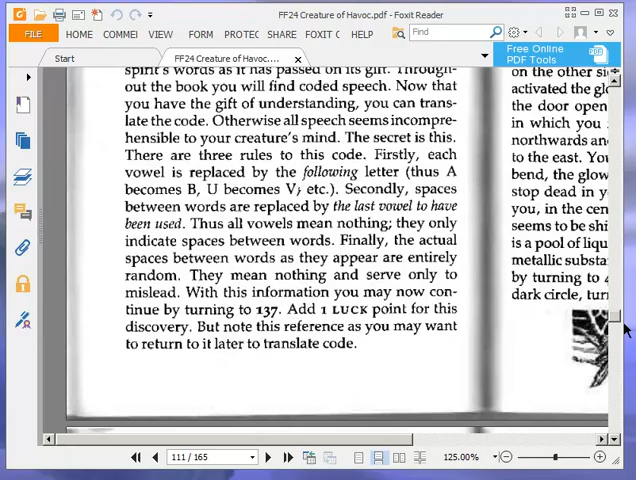 FF24 Creature of Havoc.pdf - Foxit Reader
FILE HOME COMMEI FORM PROTEC SHARE FOXIT C HELP Find
Free Online
PDF Tools
Start FF24 Creature of Havoc....
spirit's words as it has passed on its gift. Through-
out the book you will find coded speech. Now that
you have the gift of understanding, you can trans-
late the code. Otherwise all speech seems incompre-
hensible to your creature's mind. The secret is this.
There are three rules to this code. Firstly, each
vowel is replaced by the following letter (thus A
becomes B, U becomes V, etc.). Secondly, spaces
between words are replaced by the last vowel to have
been used. Thus all vowels mean nothing; they only
indicate spaces between words. Finally, the actual
spaces between words as they appear are entirely
random. They mean nothing and serve only to
mislead. With this information you may now con-
tinue by turning to 137. Add 1 LUCK point for this
discovery. But note this reference as you may want
to return to it later to translate code.
on the other si
activated the glo
the door open
in which you
northwards an
to the east. Yo
bend, the glow
stop dead in y
you, in the cen
seems to be shi
is a pool of liqu
metallic substa
by turning to
dark circle, tur
111 / 165 125.00%